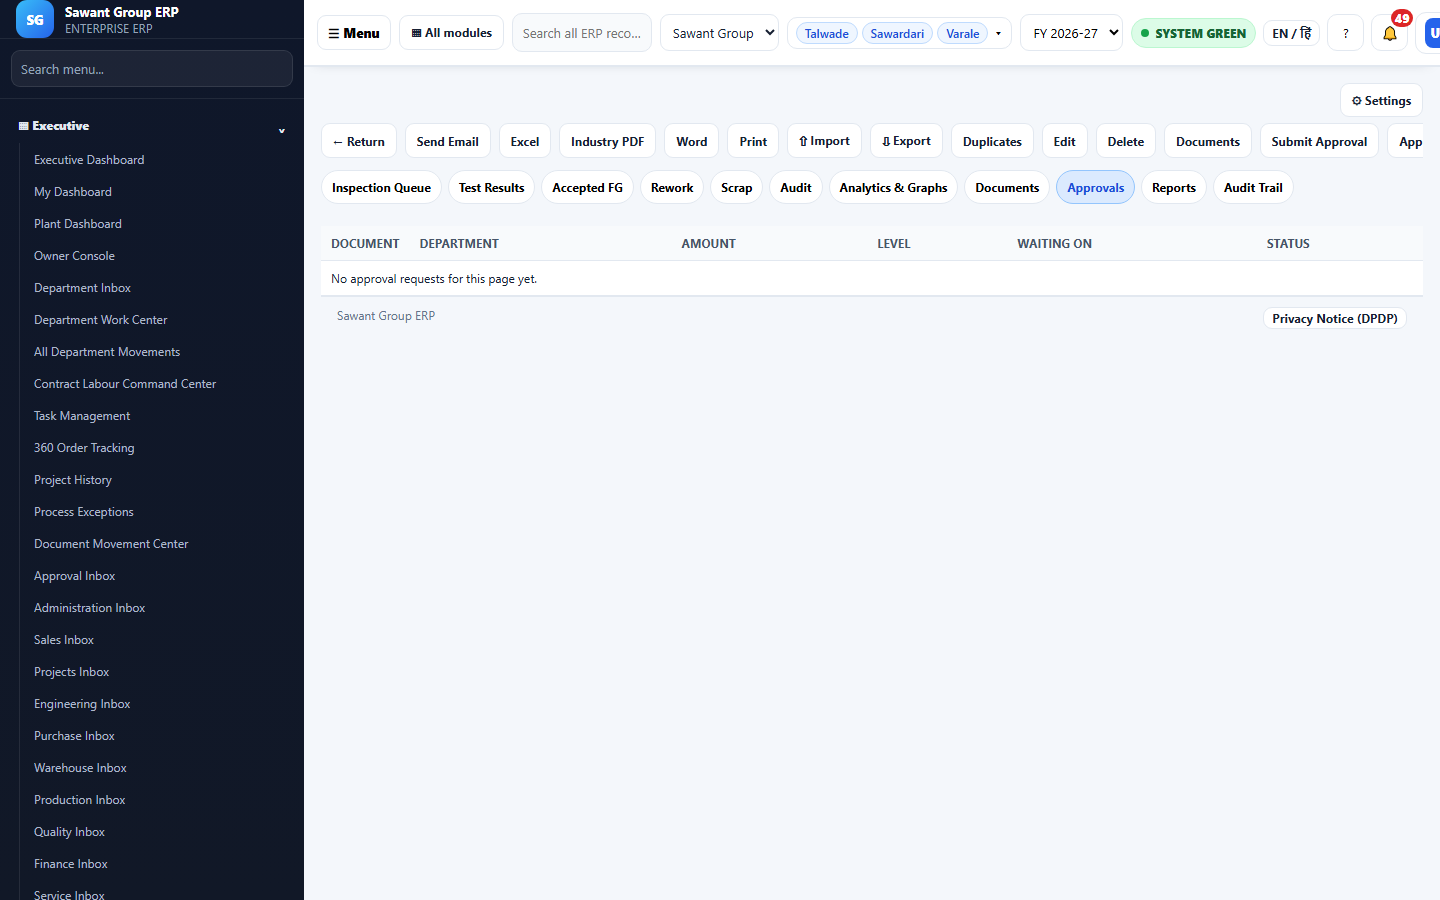 SG
Sawant Group ERP
ENTERPRISE ERP
Search menu...
Executive
Executive Dashboard
My Dashboard
Plant Dashboard
Owner Console
Department Inbox
Department Work Center
All Department Movements
Contract Labour Command Center
Task Management
360 Order Tracking
Project History
Process Exceptions
Document Movement Center
Approval Inbox
Administration Inbox
Sales Inbox
Projects Inbox
Engineering Inbox
Purchase Inbox
Warehouse Inbox
Production Inbox
Quality Inbox
Finance Inbox
Service Inbox
☰ Menu All modules Search all ERP reco... Sawant Group Talwade Sawardari Varale FY 2026-27 SYSTEM GREEN EN / हिं ? 49 U
⚙ Settings
← Return Send Email Excel Industry PDF Word Print ⇧ Import ⇩ Export Duplicates Edit Delete Documents Submit Approval App
Inspection Queue Test Results Accepted FG Rework Scrap Audit Analytics & Graphs Documents Approvals Reports Audit Trail
DOCUMENT DEPARTMENT AMOUNT LEVEL WAITING ON STATUS
No approval requests for this page yet.
Sawant Group ERP Privacy Notice (DPDP)